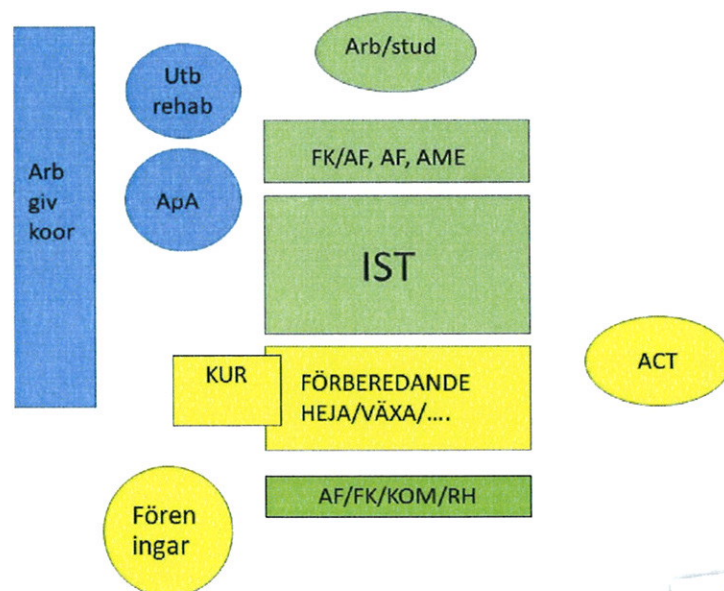 Arb/stud
Utb
rehab
FK/AF, AF, AME
Arb
giv
koor
ApA
IST
KUR
FÖRBEREDANDE
HEJA/VÄXA/....
ACT
AF/FK/KOM/RH
Fören
ingar